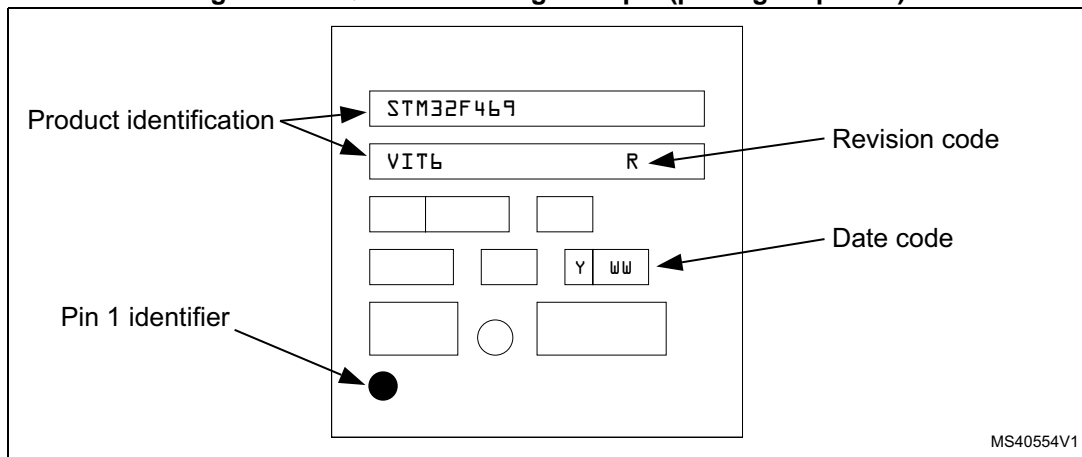 STM32F469
Product identification
VIT6 R
Revision code
Y WW
Date code
Pin 1 identifier
MS40554V1